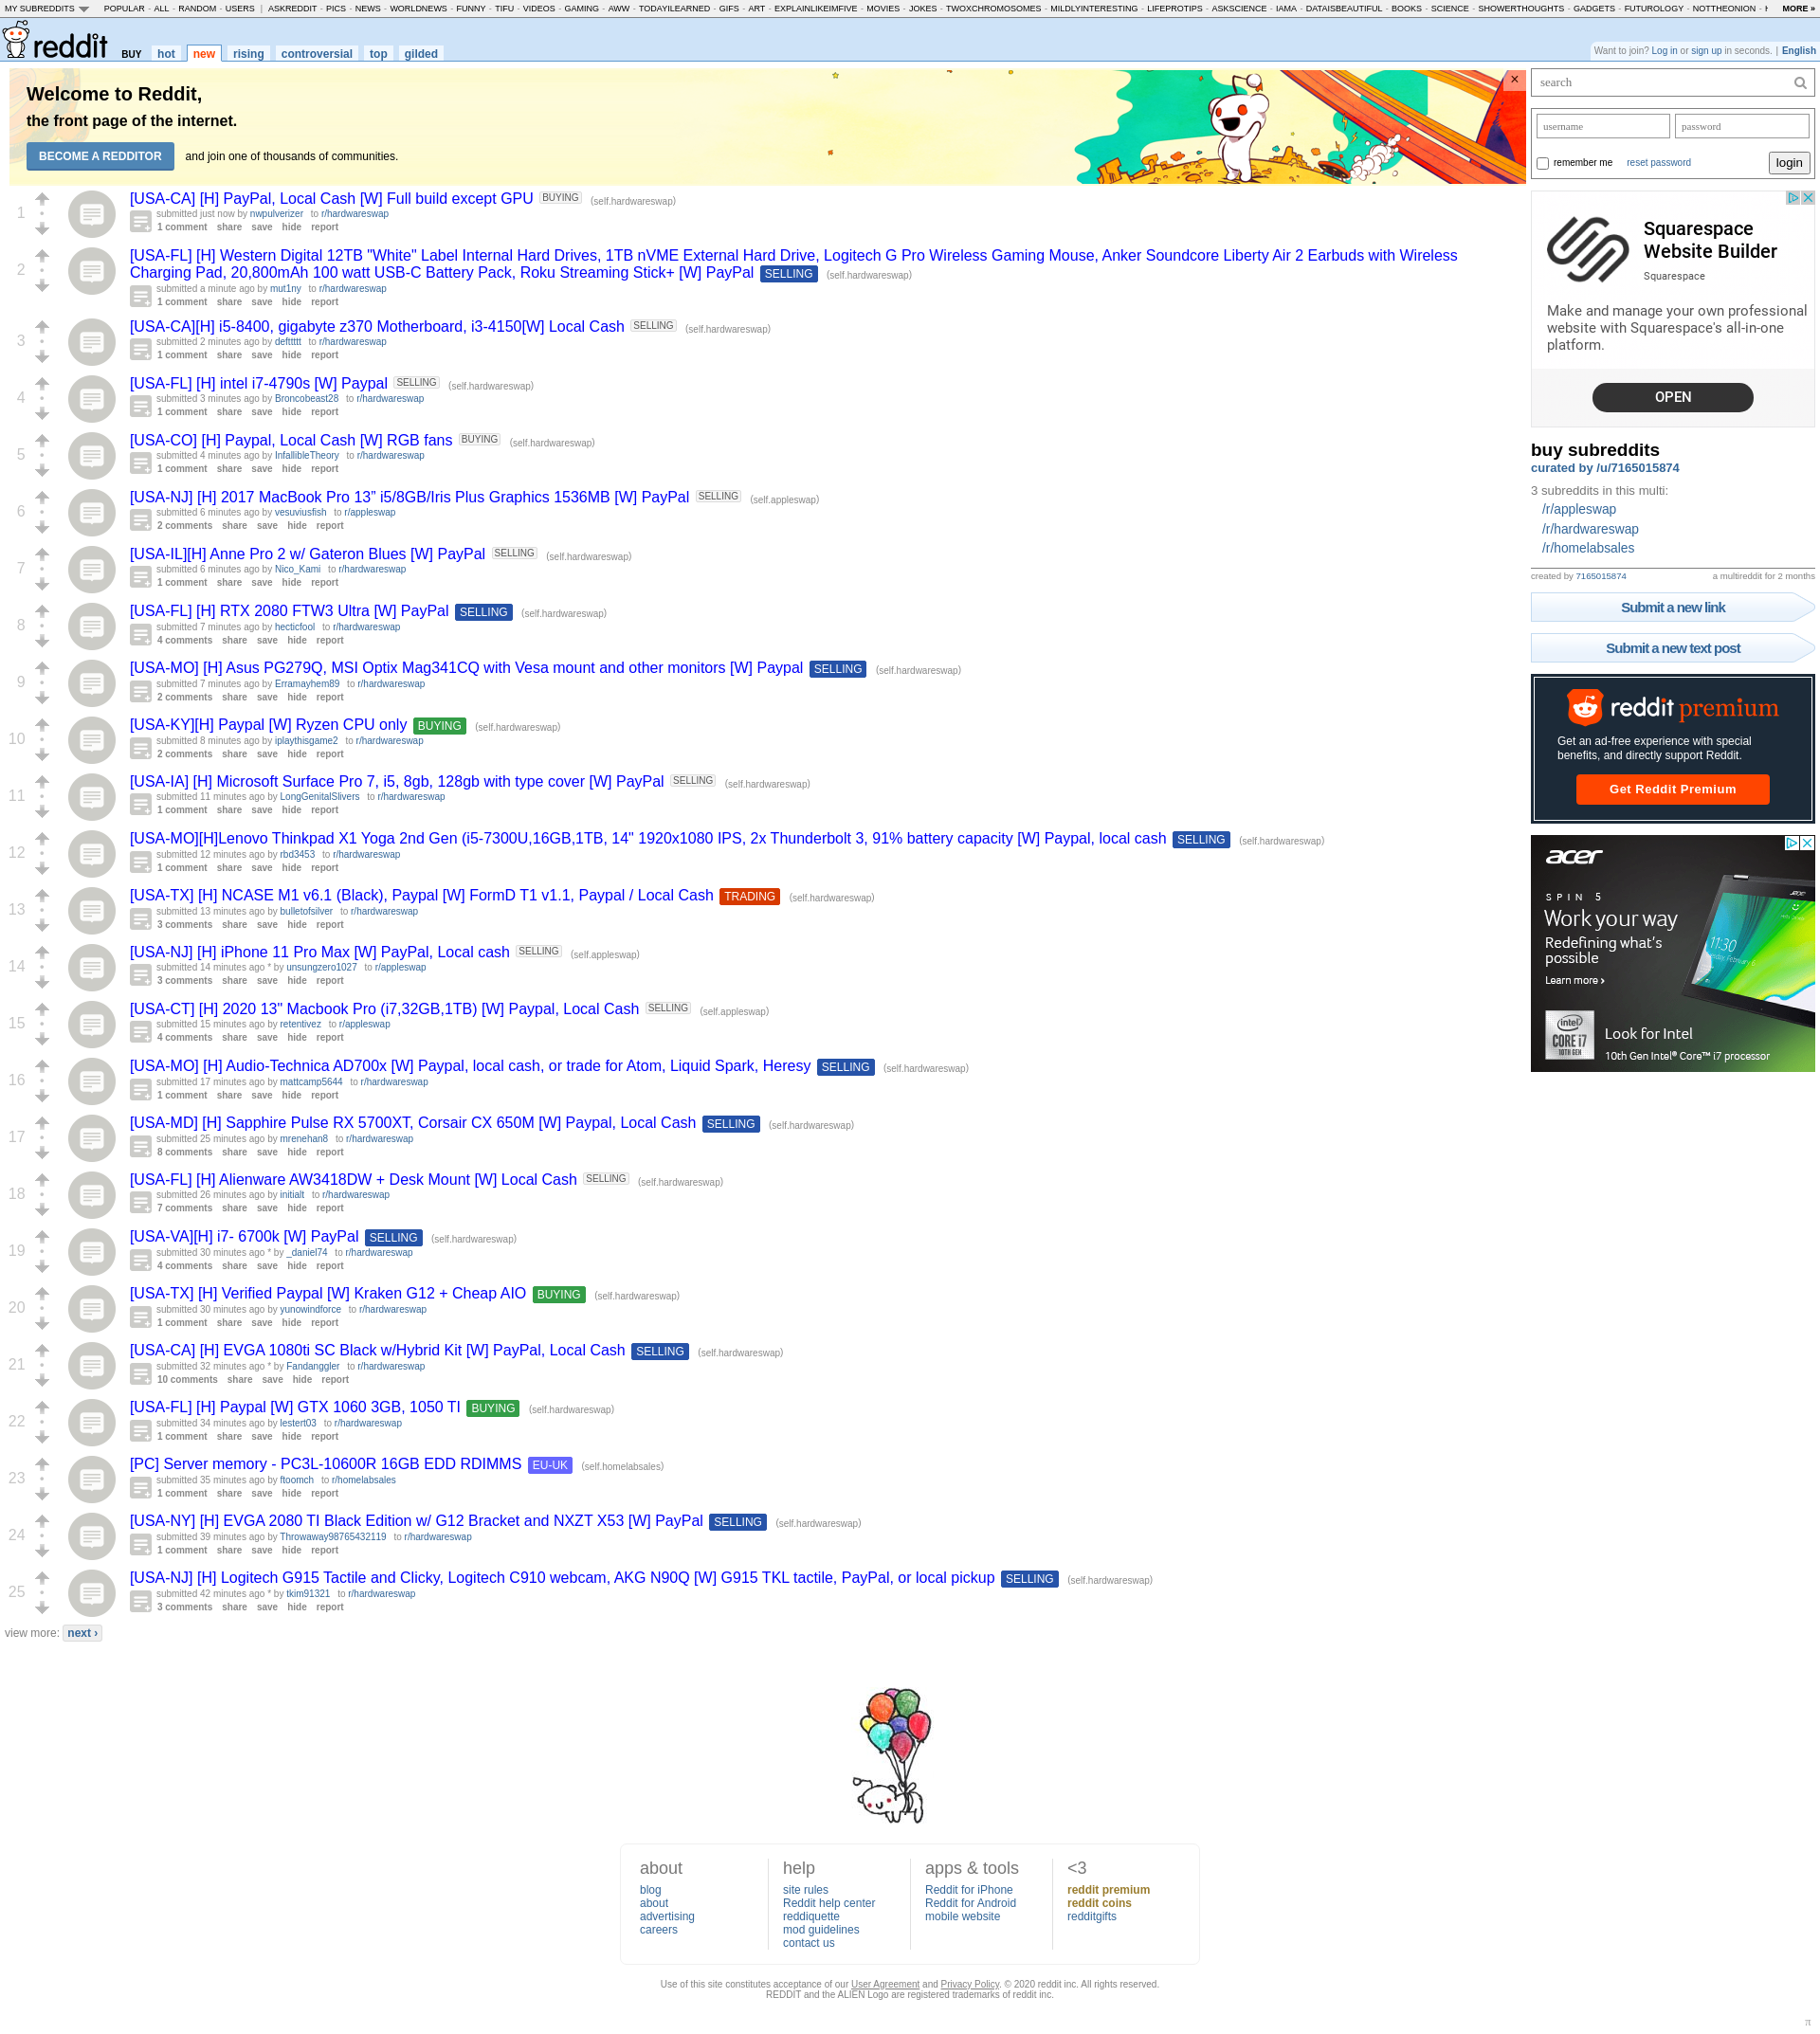 MY SUBREDDITS POPULAR - ALL - RANDOM - USERS | ASKREDDIT - PICS - NEWS - WORLDNEWS - FUNNY - TIFU - VIDEOS - GAMING - AWW - TODAYILEARNED - GIFS - ART - EXPLAINLIKEIMFIVE - MOVIES - JOKES - TWOXCHROMOSOMES - MILDLYINTERESTING - LIFEPROTIPS - ASKSCIENCE - IAMA - DATAISBEAUTIFUL - BOOKS - SCIENCE - SHOWERTHOUGHTS - GADGETS - FUTUROLOGY - NOTTHEONION - MORE »
reddit BUY hot new rising controversial top gilded
Want to join? Log in or sign up in seconds. | English
Welcome to Reddit,
the front page of the internet.
BECOME A REDDITOR and join one of thousands of communities.
×
1
[USA-CA] [H] PayPal, Local Cash [W] Full build except GPU BUYING (self.hardwareswap)
submitted just now by nwpulverizer to r/hardwareswap
1 comment share save hide report
2
[USA-FL] [H] Western Digital 12TB "White" Label Internal Hard Drives, 1TB nVME External Hard Drive, Logitech G Pro Wireless Gaming Mouse, Anker Soundcore Liberty Air 2 Earbuds with Wireless
Charging Pad, 20,800mAh 100 watt USB-C Battery Pack, Roku Streaming Stick+ [W] PayPal SELLING (self.hardwareswap)
submitted a minute ago by mut1ny to r/hardwareswap
1 comment share save hide report
3
[USA-CA][H] i5-8400, gigabyte z370 Motherboard, i3-4150[W] Local Cash SELLING (self.hardwareswap)
submitted 2 minutes ago by defttttt to r/hardwareswap
1 comment share save hide report
4
[USA-FL] [H] intel i7-4790s [W] Paypal SELLING (self.hardwareswap)
submitted 3 minutes ago by Broncobeast28 to r/hardwareswap
1 comment share save hide report
5
[USA-CO] [H] Paypal, Local Cash [W] RGB fans BUYING (self.hardwareswap)
submitted 4 minutes ago by InfallibleTheory to r/hardwareswap
1 comment share save hide report
6
[USA-NJ] [H] 2017 MacBook Pro 13” i5/8GB/Iris Plus Graphics 1536MB [W] PayPal SELLING (self.appleswap)
submitted 6 minutes ago by vesuviusfish to r/appleswap
2 comments share save hide report
7
[USA-IL][H] Anne Pro 2 w/ Gateron Blues [W] PayPal SELLING (self.hardwareswap)
submitted 6 minutes ago by Nico_Kami to r/hardwareswap
1 comment share save hide report
8
[USA-FL] [H] RTX 2080 FTW3 Ultra [W] PayPal SELLING (self.hardwareswap)
submitted 7 minutes ago by hecticfool to r/hardwareswap
4 comments share save hide report
9
[USA-MO] [H] Asus PG279Q, MSI Optix Mag341CQ with Vesa mount and other monitors [W] Paypal SELLING (self.hardwareswap)
submitted 7 minutes ago by Erramayhem89 to r/hardwareswap
2 comments share save hide report
10
[USA-KY][H] Paypal [W] Ryzen CPU only BUYING (self.hardwareswap)
submitted 8 minutes ago by iplaythisgame2 to r/hardwareswap
2 comments share save hide report
11
[USA-IA] [H] Microsoft Surface Pro 7, i5, 8gb, 128gb with type cover [W] PayPal SELLING (self.hardwareswap)
submitted 11 minutes ago by LongGenitalSlivers to r/hardwareswap
1 comment share save hide report
12
[USA-MO][H]Lenovo Thinkpad X1 Yoga 2nd Gen (i5-7300U,16GB,1TB, 14" 1920x1080 IPS, 2x Thunderbolt 3, 91% battery capacity [W] Paypal, local cash SELLING (self.hardwareswap)
submitted 12 minutes ago by rbd3453 to r/hardwareswap
1 comment share save hide report
13
[USA-TX] [H] NCASE M1 v6.1 (Black), Paypal [W] FormD T1 v1.1, Paypal / Local Cash TRADING (self.hardwareswap)
submitted 13 minutes ago by bulletofsilver to r/hardwareswap
3 comments share save hide report
14
[USA-NJ] [H] iPhone 11 Pro Max [W] PayPal, Local cash SELLING (self.appleswap)
submitted 14 minutes ago * by unsungzero1027 to r/appleswap
3 comments share save hide report
15
[USA-CT] [H] 2020 13" Macbook Pro (i7,32GB,1TB) [W] Paypal, Local Cash SELLING (self.appleswap)
submitted 15 minutes ago by retentivez to r/appleswap
4 comments share save hide report
16
[USA-MO] [H] Audio-Technica AD700x [W] Paypal, local cash, or trade for Atom, Liquid Spark, Heresy SELLING (self.hardwareswap)
submitted 17 minutes ago by mattcamp5644 to r/hardwareswap
1 comment share save hide report
17
[USA-MD] [H] Sapphire Pulse RX 5700XT, Corsair CX 650M [W] Paypal, Local Cash SELLING (self.hardwareswap)
submitted 25 minutes ago by mrenehan8 to r/hardwareswap
8 comments share save hide report
18
[USA-FL] [H] Alienware AW3418DW + Desk Mount [W] Local Cash SELLING (self.hardwareswap)
submitted 26 minutes ago by initialt to r/hardwareswap
7 comments share save hide report
19
[USA-VA][H] i7- 6700k [W] PayPal SELLING (self.hardwareswap)
submitted 30 minutes ago * by _daniel74 to r/hardwareswap
4 comments share save hide report
20
[USA-TX] [H] Verified Paypal [W] Kraken G12 + Cheap AIO BUYING (self.hardwareswap)
submitted 30 minutes ago by yunowindforce to r/hardwareswap
1 comment share save hide report
21
[USA-CA] [H] EVGA 1080ti SC Black w/Hybrid Kit [W] PayPal, Local Cash SELLING (self.hardwareswap)
submitted 32 minutes ago * by Fandanggler to r/hardwareswap
10 comments share save hide report
22
[USA-FL] [H] Paypal [W] GTX 1060 3GB, 1050 TI BUYING (self.hardwareswap)
submitted 34 minutes ago by lestert03 to r/hardwareswap
1 comment share save hide report
23
[PC] Server memory - PC3L-10600R 16GB EDD RDIMMS EU-UK (self.homelabsales)
submitted 35 minutes ago by ftoomch to r/homelabsales
1 comment share save hide report
24
[USA-NY] [H] EVGA 2080 TI Black Edition w/ G12 Bracket and NXZT X53 [W] PayPal SELLING (self.hardwareswap)
submitted 39 minutes ago by Throwaway98765432119 to r/hardwareswap
1 comment share save hide report
25
[USA-NJ] [H] Logitech G915 Tactile and Clicky, Logitech C910 webcam, AKG N90Q [W] G915 TKL tactile, PayPal, or local pickup SELLING (self.hardwareswap)
submitted 42 minutes ago * by tkim91321 to r/hardwareswap
3 comments share save hide report
view more: next ›
search
username password
remember me reset password login
Squarespace
Website Builder
Squarespace
Make and manage your own professional
website with Squarespace's all-in-one
platform.
OPEN
buy subreddits
curated by /u/7165015874
3 subreddits in this multi:
/r/appleswap
/r/hardwareswap
/r/homelabsales
created by 7165015874 a multireddit for 2 months
Submit a new link
Submit a new text post
reddit premium
Get an ad-free experience with special
benefits, and directly support Reddit.
Get Reddit Premium
acer
SPIN 5
Work your way
Redefining what's
possible
Learn more ›
acer
11:30
intel
CORE i7
10TH GEN
Look for Intel
10th Gen Intel® Core™ i7 processor
about
blog
about
advertising
careers
help
site rules
Reddit help center
reddiquette
mod guidelines
contact us
apps & tools
Reddit for iPhone
Reddit for Android
mobile website
<3
reddit premium
reddit coins
redditgifts
Use of this site constitutes acceptance of our User Agreement and Privacy Policy. © 2020 reddit inc. All rights reserved.
REDDIT and the ALIEN Logo are registered trademarks of reddit inc.
π